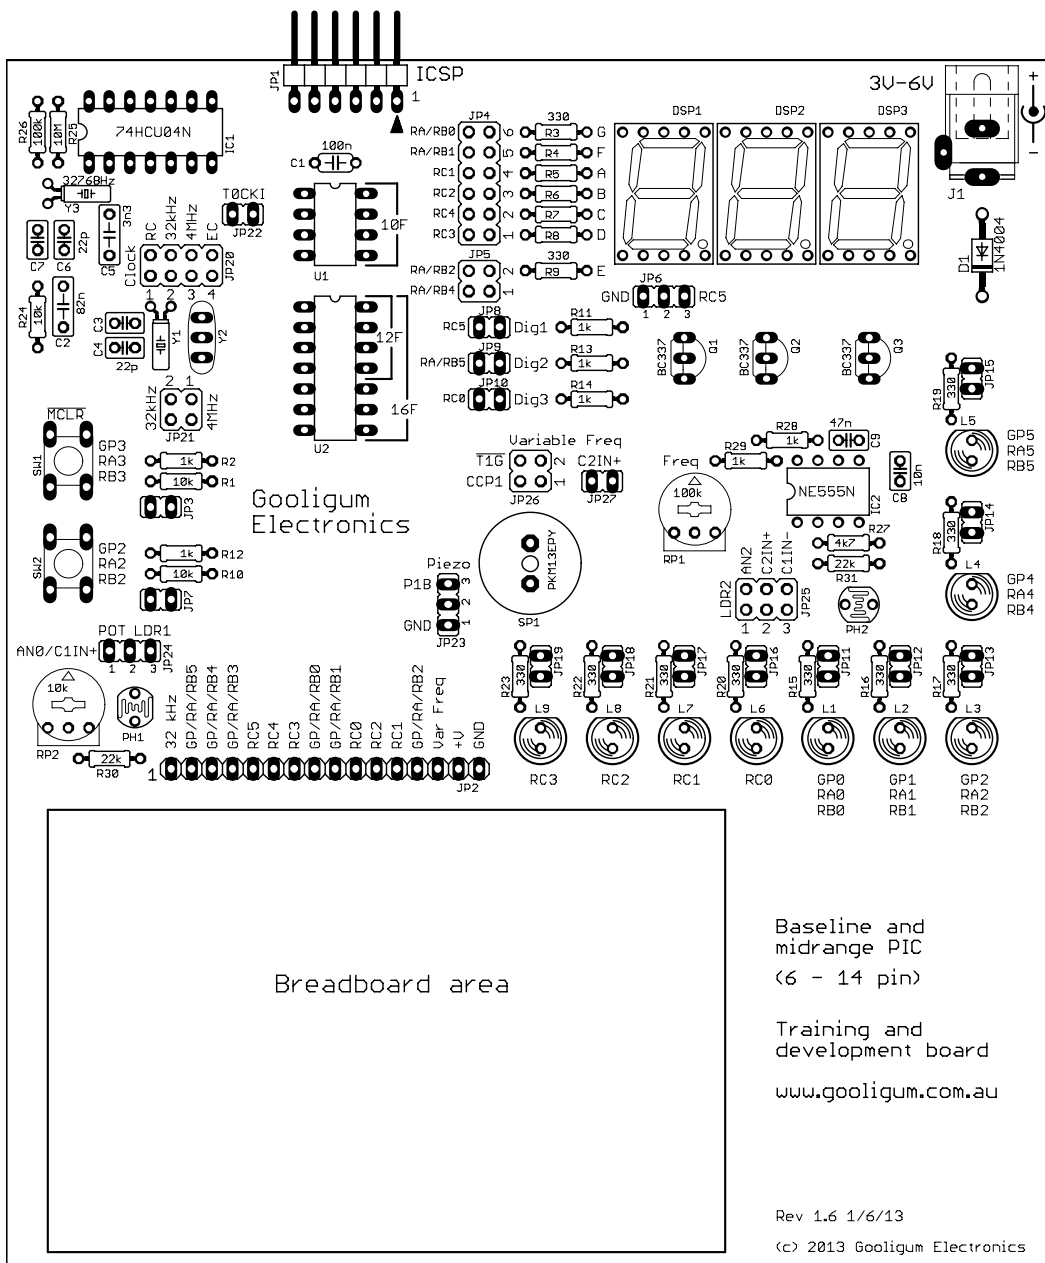 ICSP
JP1
1
3V-6V
+
-
J1
R26
100k
R25
10M
74HCU04N
IC1
32768Hz
Y3
C7
C6
22p
3n3
C5
R24
10k
C2
82n
C3
C4
22p
Y1
Y2
Clock
RC
32kHz
4MHz
EC
JP20
1 2 3 4
2 1
32kHz
4MHz
JP21
T0CKI
JP22
C1
100n
U1
10F
12F
16F
U2
JP4
RA/RB0
RA/RB1
RC1
RC2
RC4
RC3
6
5
4
3
2
1
330
R3 G
R4 F
R5 A
R6 B
R7 C
R8 D
JP5
RA/RB2 2
RA/RB4 1
330
R9 E
JP8
RC5 Dig1
R11
1k
JP9
RA/RB5 Dig2
R13
1k
JP10
RC0 Dig3
R14
1k
DSP1
DSP2
DSP3
JP6
GND RC5
1 2 3
BC337 Q1
BC337 Q2
BC337 Q3
D1
1N4004
MCLR
SW1
GP3
RA3
RB3
1k R2
10k R1
JP3
SW2
GP2
RA2
RB2
1k R12
10k R10
JP7
Gooligum
Electronics
Variable Freq
T1G 2
CCP1 1
JP26
C2IN+
JP27
Freq
100k
RP1
R28
1k
R29
1k
47n
C9
10n
C8
NE555N
IC2
R27
4k7
22k
R31
PH2
LDR2
AN2
C2IN+
C1IN-
JP25
1 2 3
R19
330
JP15
L5
GP5
RA5
RB5
R18
330
JP14
L4
GP4
RA4
RB4
Piezo
P1B 3
2
GND 1
JP23
PKM13EPY
SP1
POT LDR1
AN0/C1IN+
1 2 3
JP24
10k
RP2
PH1
22k
R30
1
32 kHz
GP/RA/RB5
GP/RA/RB4
GP/RA/RB3
RC5
RC4
RC3
GP/RA/RB0
GP/RA/RB1
RC0
RC2
RC1
GP/RA/RB2
Var Freq
+V
GND
JP2
R23
330
JP19
L9
RC3
R22
330
JP18
L8
RC2
R21
330
JP17
L7
RC1
R20
330
JP16
L6
RC0
R15
330
JP11
L1
GP0
RA0
RB0
R16
330
JP12
L2
GP1
RA1
RB1
R17
330
JP13
L3
GP2
RA2
RB2
Breadboard area
Baseline and
midrange PIC
(6 - 14 pin)
Training and
development board
www.gooligum.com.au
Rev 1.6 1/6/13
(c) 2013 Gooligum Electronics